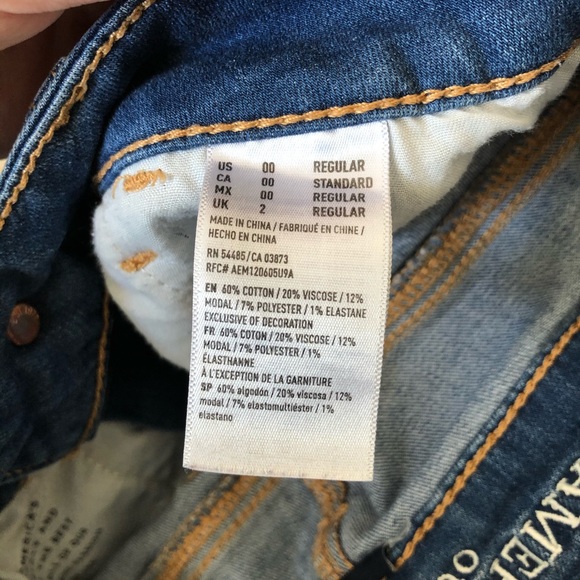 US 00 REGULAR
CA 00 STANDARD
MX 00 REGULAR
UK 2 REGULAR
MADE IN CHINA / FABRIQUÉ EN CHINE /
HECHO EN CHINA
RN 54485/CA 03873
RFC# AEM120605U9A
EN 60% COTTON / 20% VISCOSE / 12%
MODAL / 7% POLYESTER / 1% ELASTANE
EXCLUSIVE OF DECORATION
FR 60% COTON / 20% VISCOSE / 12%
MODAL / 7% POLYESTER / 1%
ÉLASTHANNE
À L'EXCEPTION DE LA GARNITURE
SP 60% algodón / 20% viscosa / 12%
modal / 7% elastomultiéster / 1%
elastano
AME